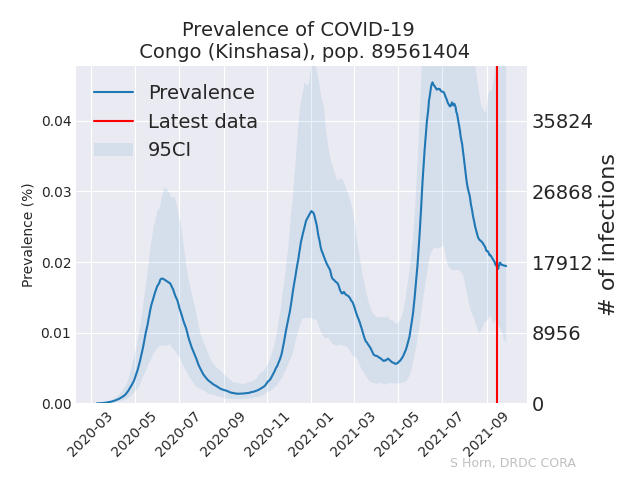 Prevalence of COVID-19
Congo (Kinshasa), pop. 89561404
Prevalence
Latest data
95CI
Prevalence (%)
0.04
0.03
0.02
0.01
0.00
35824
26868
17912
8956
0
# of infections
2020-03
2020-05
2020-07
2020-09
2020-11
2021-01
2021-03
2021-05
2021-07
2021-09
S Horn, DRDC CORA